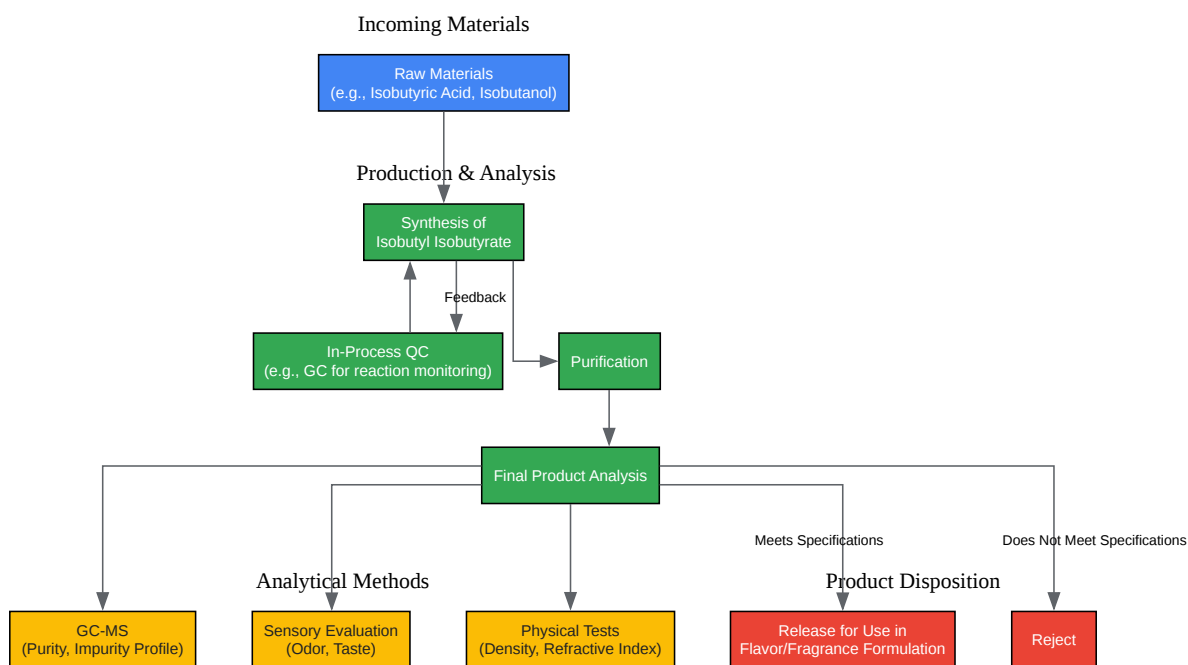 Incoming Materials
Raw Materials
(e.g., Isobutyric Acid, Isobutanol)
Production & Analysis
Synthesis of
Isobutyl Isobutyrate
Feedback
In-Process QC
(e.g., GC for reaction monitoring)
Purification
Final Product Analysis
Meets Specifications
Does Not Meet Specifications
Analytical Methods
Product Disposition
GC-MS
(Purity, Impurity Profile)
Sensory Evaluation
(Odor, Taste)
Physical Tests
(Density, Refractive Index)
Release for Use in
Flavor/Fragrance Formulation
Reject